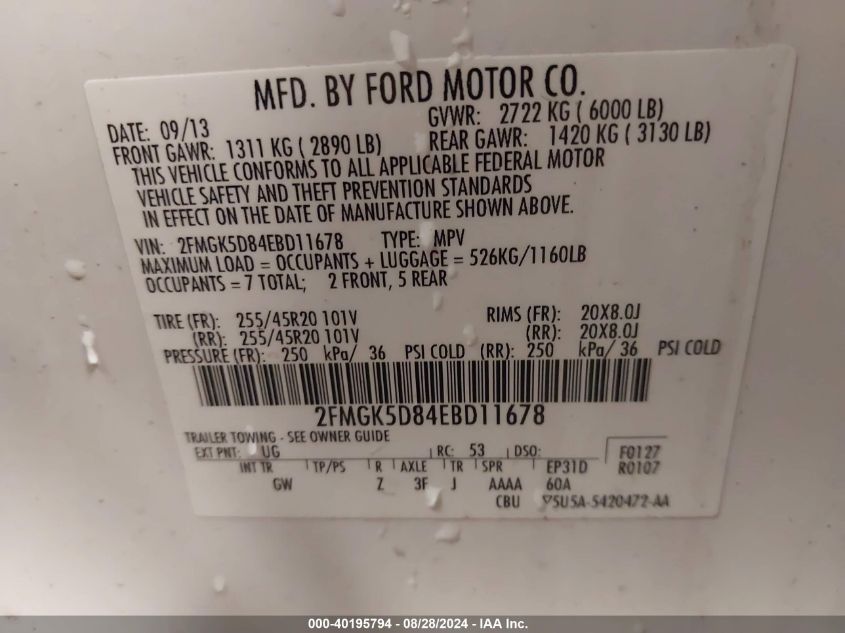 MFD. BY FORD MOTOR CO.
DATE: 09/13 GVWR: 2722 KG ( 6000 LB)
FRONT GAWR: 1311 KG ( 2890 LB) REAR GAWR: 1420 KG ( 3130 LB)
THIS VEHICLE CONFORMS TO ALL APPLICABLE FEDERAL MOTOR
VEHICLE SAFETY AND THEFT PREVENTION STANDARDS
IN EFFECT ON THE DATE OF MANUFACTURE SHOWN ABOVE.
VIN: 2FMGK5D84EBD11678 TYPE: MPV
MAXIMUM LOAD = OCCUPANTS + LUGGAGE = 526KG/1160LB
OCCUPANTS = 7 TOTAL; 2 FRONT, 5 REAR
TIRE (FR): 255/45R20 101V RIMS (FR): 20X8.0J
(RR): 255/45R20 101V (RR): 20X8.0J
PRESSURE (FR): 250 kPa/ 36 PSI COLD (RR): 250 kPa/ 36 PSI COLD
2FMGK5D84EBD11678
TRAILER TOWING - SEE OWNER GUIDE
EXT PNT: UG RC: 53 DSO: F0127
INT TR TP/PS R AXLE TR SPR EP31D R0107
GW Z 3F J AAAA 60A
CBU 5U5A-5420472-AA
000-40195794 - 08/28/2024 - IAA Inc.